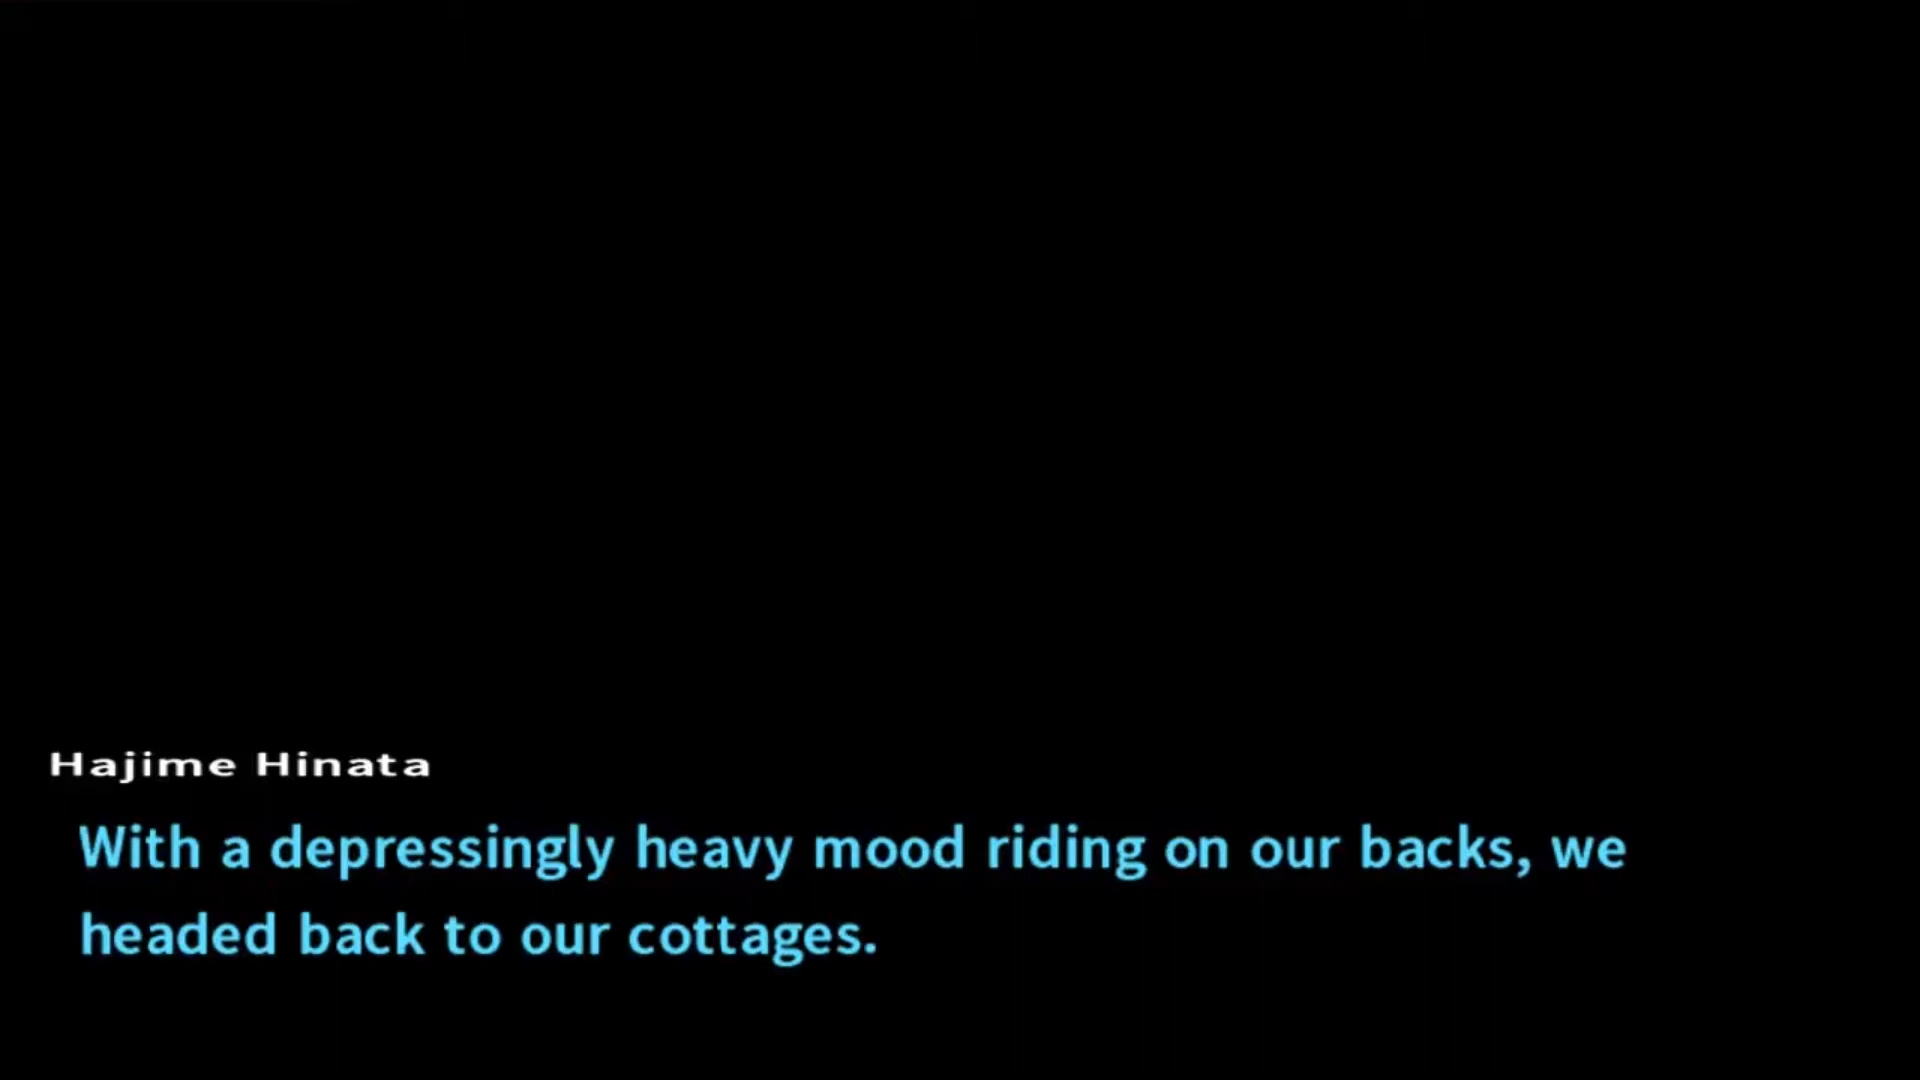 Hajime Hinata
With a depressingly heavy mood riding on our backs, we
headed back to our cottages.